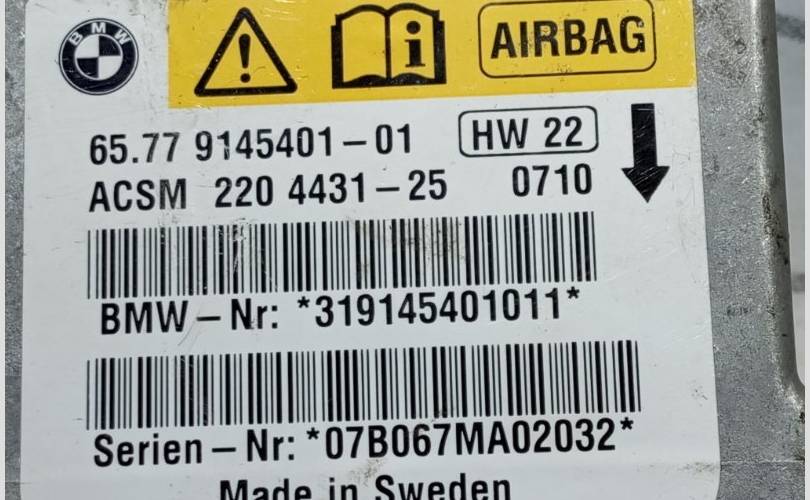 BMW
i
AIRBAG
65.77 9145401-01 HW 22
ACSM 220 4431-25 0710
BMW-Nr: *319145401011*
Serien-Nr: *07B067MA02032*
Made in Sweden